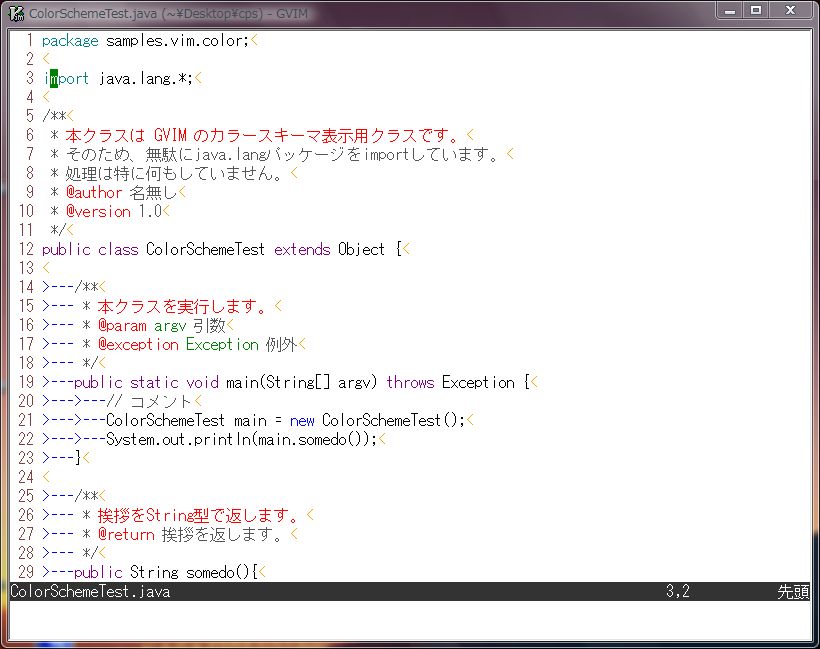 ColorSchemeTest.java (~¥Desktop¥cps) - GVIM
1 package samples.vim.color;<
2 <
3 import java.lang.*;<
4 <
5 /**<
6  * 本クラスは GVIM のカラースキーマ表示用クラスです。<
7  * そのため、無駄にjava.langパッケージをimportしています。<
8  * 処理は特に何もしていません。<
9  * @author 名無し<
10  * @version 1.0<
11  */<
12 public class ColorSchemeTest extends Object {<
13 <
14 >---/**<
15 >--- * 本クラスを実行します。<
16 >--- * @param argv 引数<
17 >--- * @exception Exception 例外<
18 >--- */<
19 >---public static void main(String[] argv) throws Exception {<
20 >--->---// コメント<
21 >--->---ColorSchemeTest main = new ColorSchemeTest();<
22 >--->---System.out.println(main.somedo());<
23 >---}<
24 <
25 >---/**<
26 >--- * 挨拶をString型で返します。<
27 >--- * @return 挨拶を返します。<
28 >--- */<
29 >---public String somedo(){<
ColorSchemeTest.java 3,2 先頭